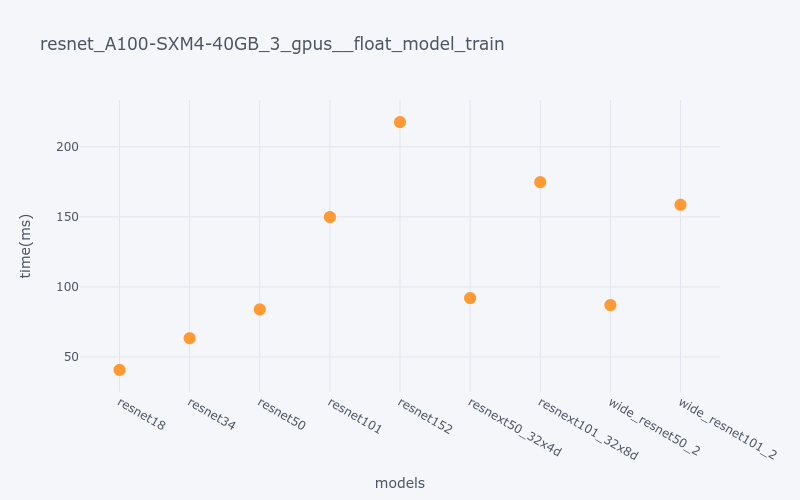 resnet_A100-SXM4-40GB_3_gpus__float_model_train
time(ms)
200
150
100
50
resnet18
resnet34
resnet50
resnet101
resnet152
resnext50_32x4d
resnext101_32x8d
wide_resnet50_2
wide_resnet101_2
models